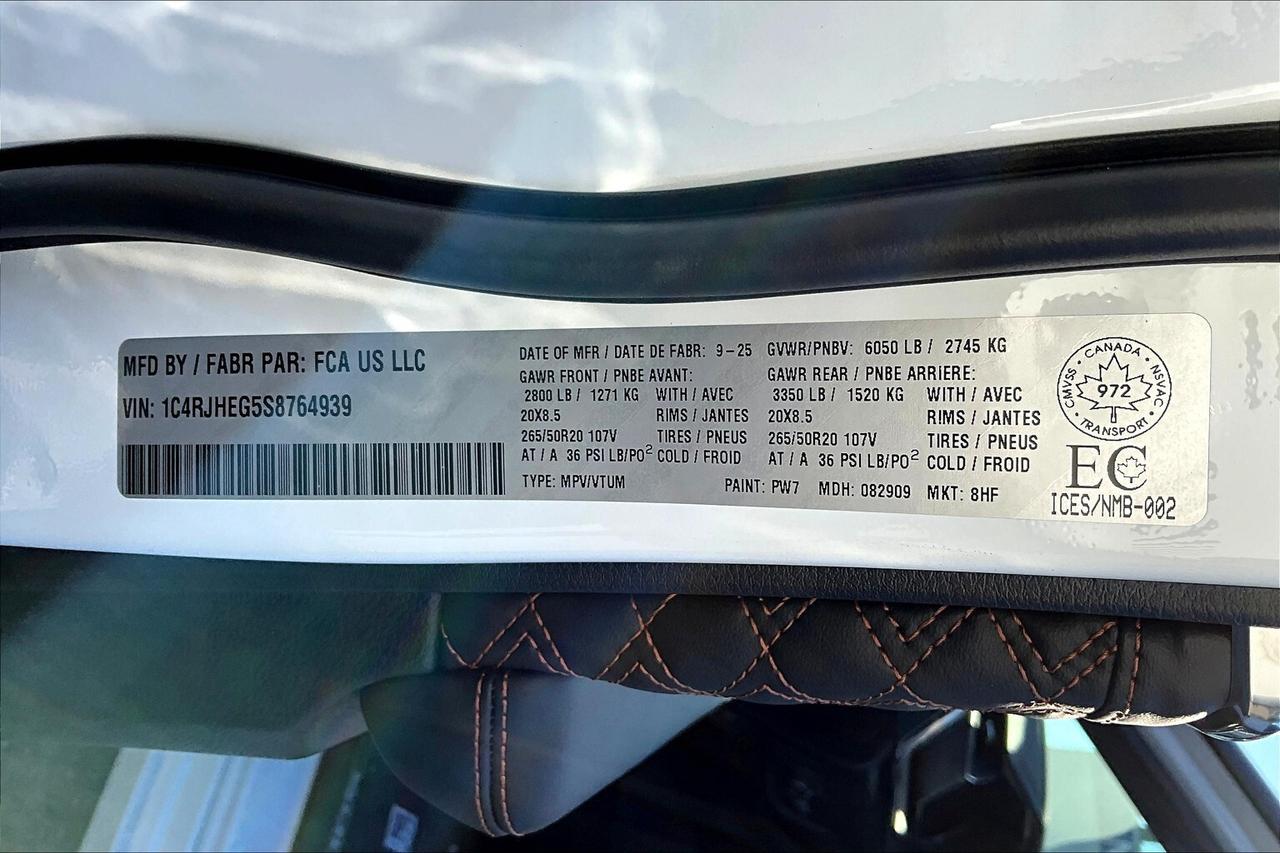 MFD BY / FABR PAR: FCA US LLC
VIN: 1C4RJHEG5S8764939
DATE OF MFR / DATE DE FABR: 9-25 GVWR/PNBV: 6050 LB / 2745 KG
GAWR FRONT / PNBE AVANT: GAWR REAR / PNBE ARRIERE:
2800 LB / 1271 KG WITH / AVEC 3350 LB / 1520 KG WITH / AVEC
20X8.5 RIMS / JANTES 20X8.5 RIMS / JANTES
265/50R20 107V TIRES / PNEUS 265/50R20 107V TIRES / PNEUS
AT / A 36 PSI LB/PO² COLD / FROID AT / A 36 PSI LB/PO² COLD / FROID
TYPE: MPV/VTUM PAINT: PW7 MDH: 082909 MKT: 8HF
CANADA
CMVSS 972 NSVAC
TRANSPORT
EC
ICES/NMB-002